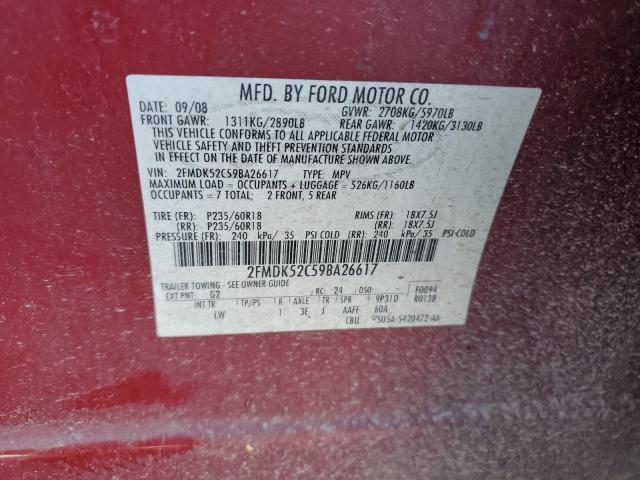 MFD. BY FORD MOTOR CO.
DATE: 09/08 GVWR: 2708KG/5970LB
FRONT GAWR: 1311KG/2890LB REAR GAWR: 1420KG/3130LB
THIS VEHICLE CONFORMS TO ALL APPLICABLE FEDERAL MOTOR
VEHICLE SAFETY AND THEFT PREVENTION STANDARDS
IN EFFECT ON THE DATE OF MANUFACTURE SHOWN ABOVE.
VIN: 2FMDK52C59BA26617 TYPE: MPV
MAXIMUM LOAD = OCCUPANTS + LUGGAGE = 526KG/1160LB
OCCUPANTS = 7 TOTAL; 2 FRONT, 5 REAR
TIRE (FR): P235/60R18 RIMS (FR): 18X7.5J
(RR): P235/60R18 (RR): 18X7.5J
PRESSURE (FR): 240 kPa/ 35 PSI COLD (RR): 240 kPa/ 35 PSI-COLD
2FMDK52C59BA26617
TRAILER TOWING - SEE OWNER GUIDE
EXT PNT: G2 RC: 24 DSO: F0094
INT TR TP/PS R AXLE TR SPR 9P31D R0138
LW I 3E J AAFF 60A
CBU 5U5A-5420472-AA